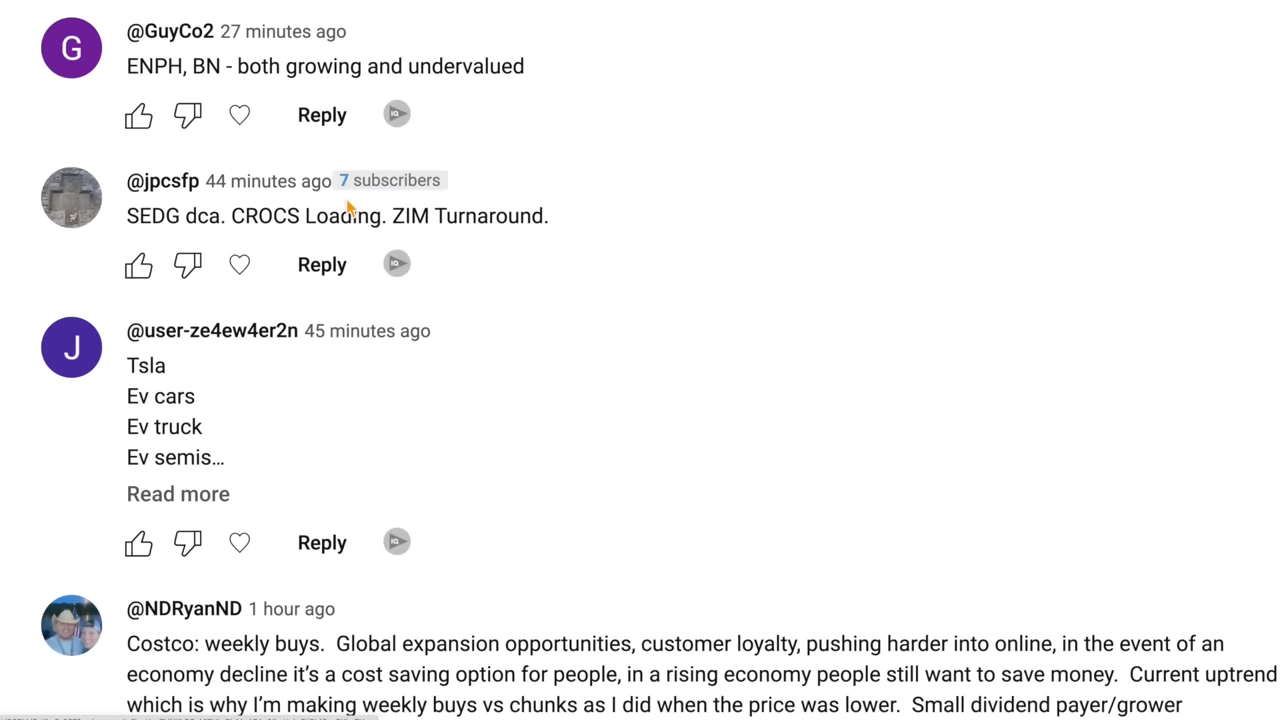 G
@GuyCo2 27 minutes ago
ENPH, BN - both growing and undervalued
Reply
IQ
@jpcsfp 44 minutes ago 7 subscribers
SEDG dca. CROCS Loading. ZIM Turnaround.
Reply
IQ
J
@user-ze4ew4er2n 45 minutes ago
Tsla
Ev cars
Ev truck
Ev semis…
Read more
Reply
IQ
@NDRyanND 1 hour ago
Costco: weekly buys.  Global expansion opportunities, customer loyalty, pushing harder into online, in the event of an
economy decline it’s a cost saving option for people, in a rising economy people still want to save money.  Current uptrend
which is why I’m making weekly buys vs chunks as I did when the price was lower.  Small dividend payer/grower